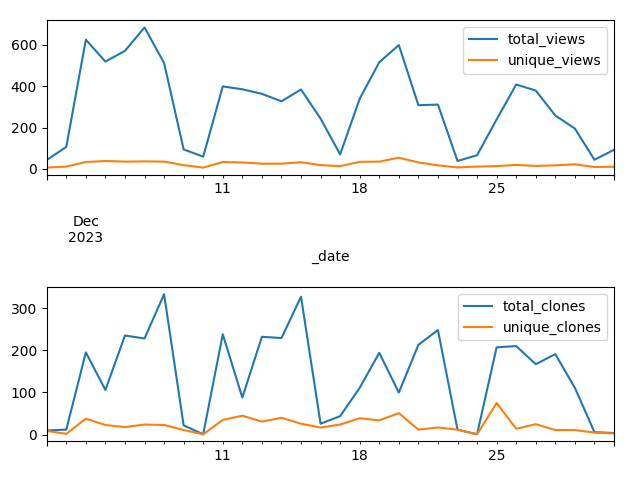 600
400
200
0
total_views
unique_views
11
18
25
Dec
2023
_date
300
200
100
0
total_clones
unique_clones
11
18
25